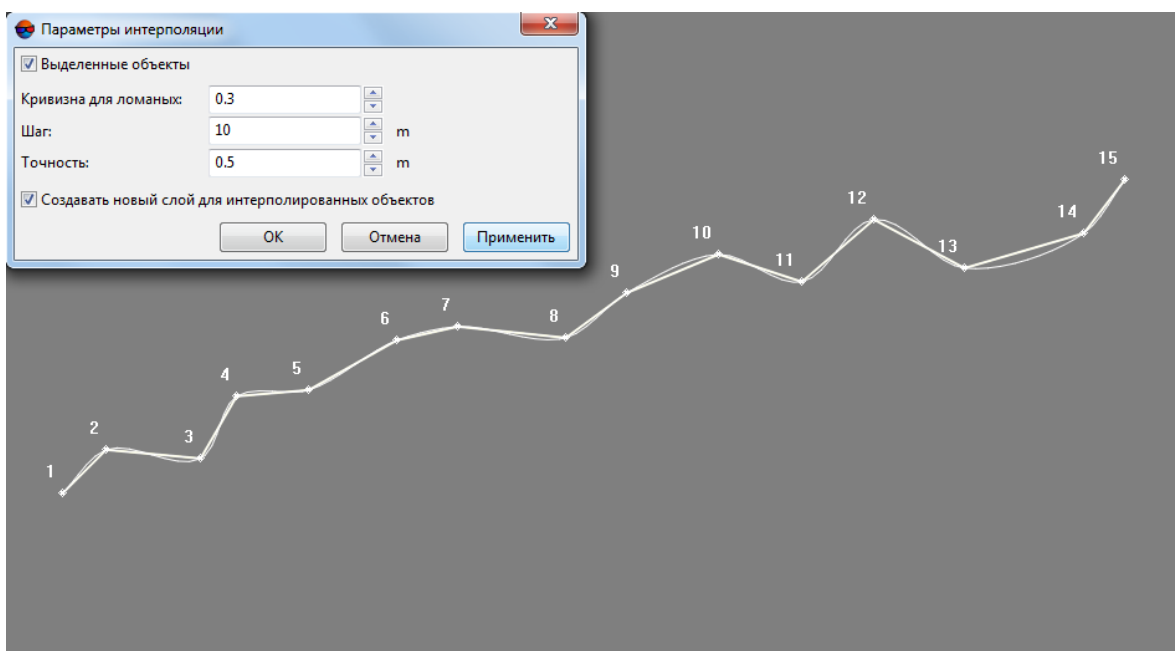 Параметры интерполяции
Выделенные объекты
Кривизна для ломаных: 0.3
Шаг: 10 m
Точность: 0.5 m
Создавать новый слой для интерполированных объектов
ОК Отмена Применить
15
12
14
10
13
11
9
7
8
6
5
4
2
3
1